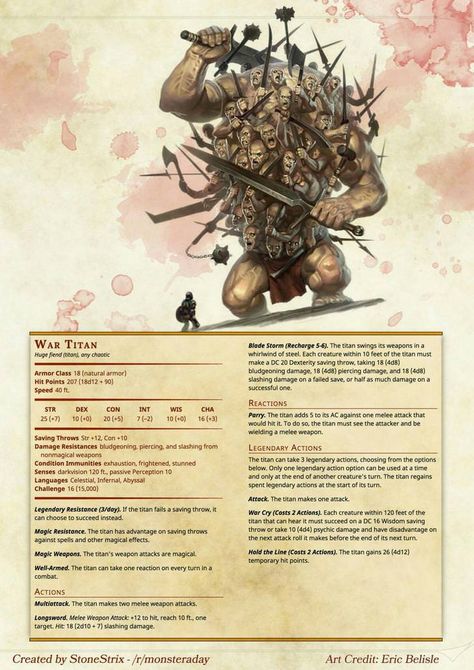 WAR TITAN
Huge fiend (titan), any chaotic
Armor Class 18 (natural armor)
Hit Points 207 (18d12 + 90)
Speed 40 ft.
STR DEX CON INT WIS CHA
25 (+7) 10 (+0) 20 (+5) 7 (−2) 10 (+0) 16 (+3)
Saving Throws Str +12, Con +10
Damage Resistances bludgeoning, piercing, and slashing from
nonmagical weapons
Condition Immunities exhaustion, frightened, stunned
Senses darkvision 120 ft., passive Perception 10
Languages Celestial, Infernal, Abyssal
Challenge 16 (15,000)
Legendary Resistance (3/day). If the titan fails a saving throw, it
can choose to succeed instead.
Magic Resistance. The titan has advantage on saving throws
against spells and other magical effects.
Magic Weapons. The titan's weapon attacks are magical.
Well-Armed. The titan can take one reaction on every turn in a
combat.
ACTIONS
Multiattack. The titan makes two melee weapon attacks.
Longsword. Melee Weapon Attack: +12 to hit, reach 10 ft., one
target. Hit: 18 (2d10 + 7) slashing damage.
Blade Storm (Recharge 5-6). The titan swings its weapons in a
whirlwind of steel. Each creature within 10 feet of the titan must
make a DC 20 Dexterity saving throw, taking 18 (4d8)
bludgeoning damage, 18 (4d8) piercing damage, and 18 (4d8)
slashing damage on a failed save, or half as much damage on a
successful one.
REACTIONS
Parry. The titan adds 5 to its AC against one melee attack that
would hit it. To do so, the titan must see the attacker and be
wielding a melee weapon.
LEGENDARY ACTIONS
The titan can take 3 legendary actions, choosing from the options
below. Only one legendary action option can be used at a time
and only at the end of another creature's turn. The titan regains
spent legendary actions at the start of its turn.
Attack. The titan makes one attack.
War Cry (Costs 2 Actions). Each creature within 120 feet of the
titan that can hear it must succeed on a DC 16 Wisdom saving
throw or take 10 (4d4) psychic damage and have disadvantage on
the next attack roll it makes before the end of its next turn.
Hold the Line (Costs 2 Actions). The titan gains 26 (4d12)
temporary hit points.
Created by StoneStrix - /r/monsteraday
Art Credit: Eric Belisle